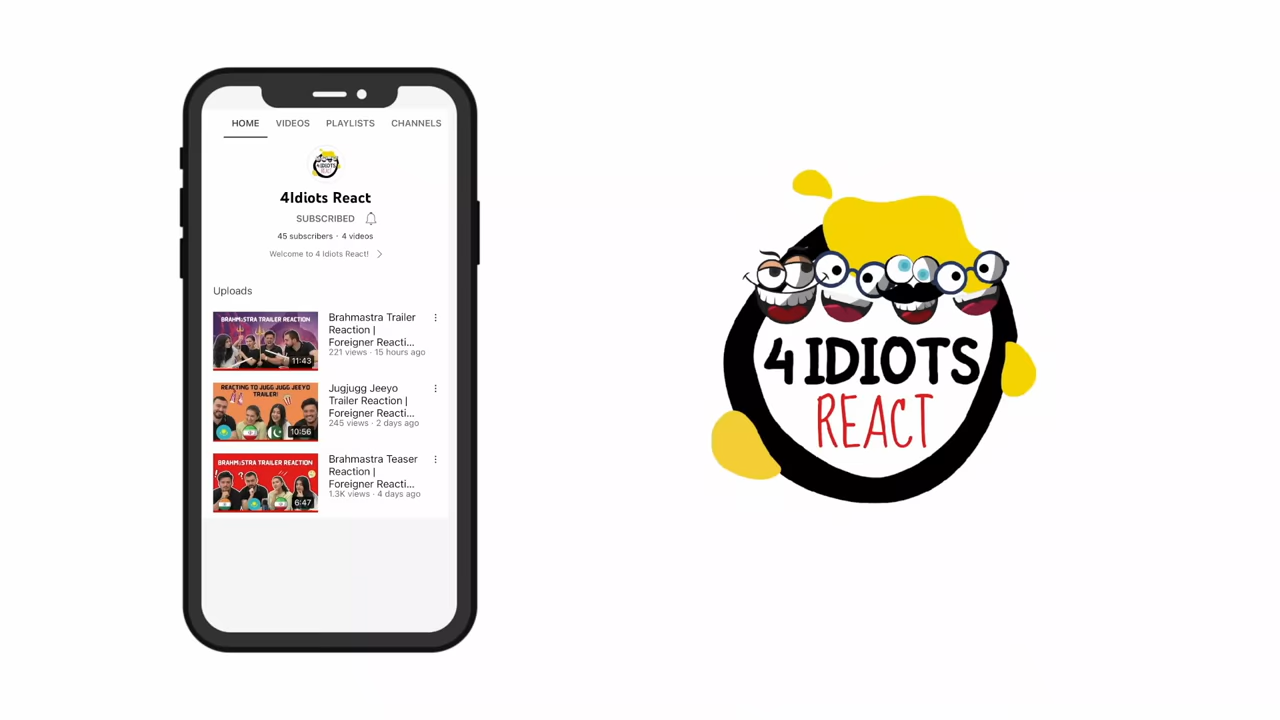 HOME VIDEOS PLAYLISTS CHANNELS
4Idiots React
SUBSCRIBED
45 subscribers · 4 videos
Welcome to 4 Idiots React!
Uploads
BRAHMASTRA TRAILER REACTION
11:43
Brahmastra Trailer
Reaction |
Foreigner Reacti...
221 views · 15 hours ago
REACTING TO JUGG JUGG JEEYO
TRAILER!
10:56
Jugjugg Jeeyo
Trailer Reaction |
Foreigner Reacti...
245 views · 2 days ago
BRAHMASTRA TRAILER REACTION
6:47
Brahmastra Teaser
Reaction |
Foreigner Reacti...
1.3K views · 4 days ago
4 IDIOTS
REACT